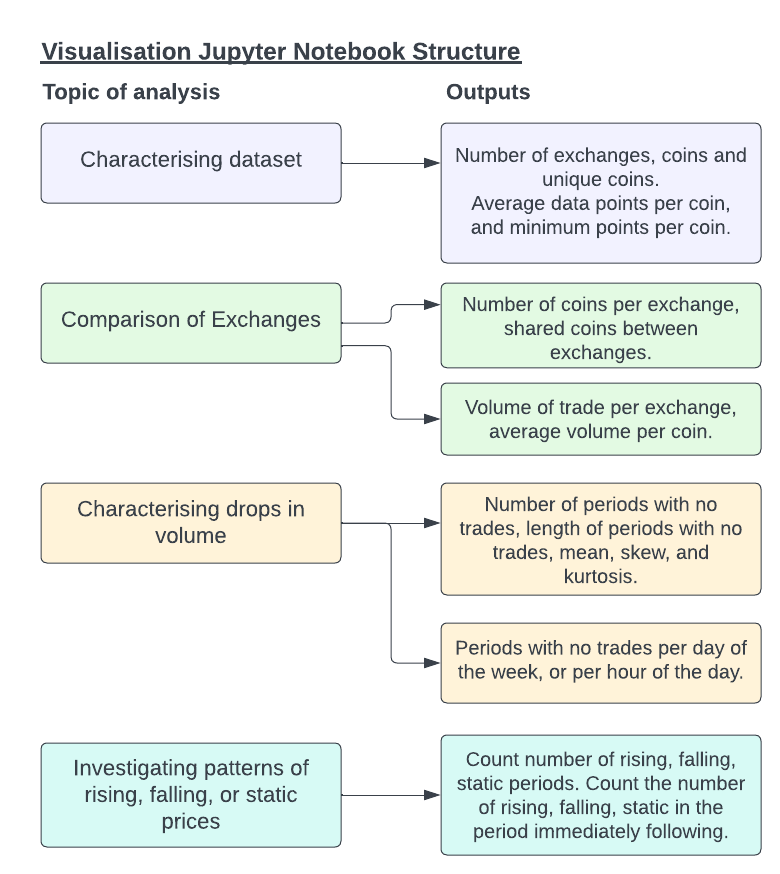 Visualisation Jupyter Notebook Structure
Topic of analysis
Outputs
Characterising dataset
Number of exchanges, coins and
unique coins.
Average data points per coin,
and minimum points per coin.
Comparison of Exchanges
Number of coins per exchange,
shared coins between
exchanges.
Volume of trade per exchange,
average volume per coin.
Characterising drops in
volume
Number of periods with no
trades, length of periods with no
trades, mean, skew, and
kurtosis.
Periods with no trades per day of
the week, or per hour of the day.
Investigating patterns of
rising, falling, or static
prices
Count number of rising, falling,
static periods. Count the number
of rising, falling, static in the
period immediately following.